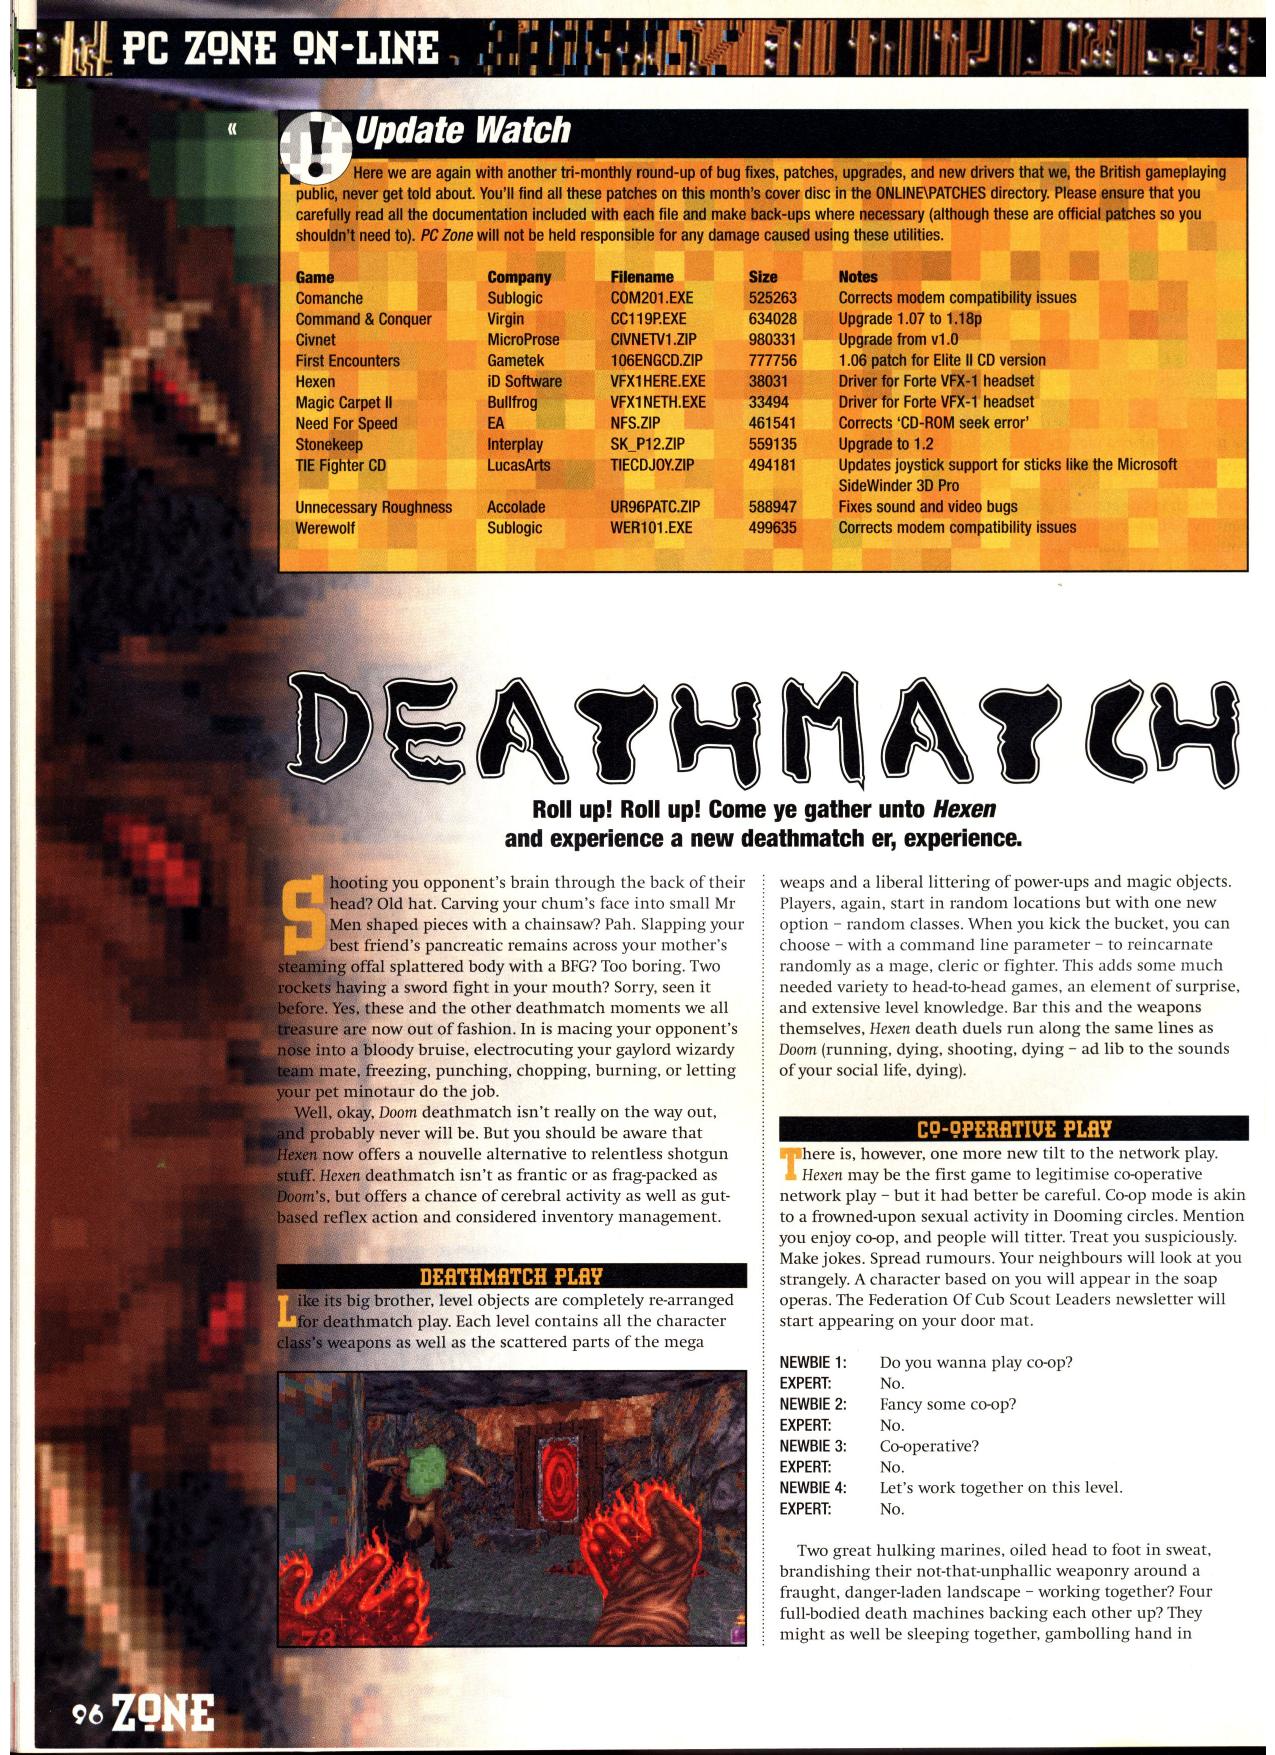 PC ZONE ON-LINE
«
! Update Watch
Here we are again with another tri-monthly round-up of bug fixes, patches, upgrades, and new drivers that we, the British gameplaying
public, never get told about. You'll find all these patches on this month's cover disc in the ONLINE\PATCHES directory. Please ensure that you
carefully read all the documentation included with each file and make back-ups where necessary (although these are official patches so you
shouldn't need to). PC Zone will not be held responsible for any damage caused using these utilities.
Game Company Filename Size Notes
Comanche Sublogic COM201.EXE 525263 Corrects modem compatibility issues
Command & Conquer Virgin CC119P.EXE 634028 Upgrade 1.07 to 1.18p
Civnet MicroProse CIVNETV1.ZIP 980331 Upgrade from v1.0
First Encounters Gametek 106ENGCD.ZIP 777756 1.06 patch for Elite II CD version
Hexen iD Software VFX1HERE.EXE 38031 Driver for Forte VFX-1 headset
Magic Carpet II Bullfrog VFX1NETH.EXE 33494 Driver for Forte VFX-1 headset
Need For Speed EA NFS.ZIP 461541 Corrects 'CD-ROM seek error'
Stonekeep Interplay SK_P12.ZIP 559135 Upgrade to 1.2
TIE Fighter CD LucasArts TIECDJOY.ZIP 494181 Updates joystick support for sticks like the Microsoft
SideWinder 3D Pro
Unnecessary Roughness Accolade UR96PATC.ZIP 588947 Fixes sound and video bugs
Werewolf Sublogic WER101.EXE 499635 Corrects modem compatibility issues
DEATHMATCH
Roll up! Roll up! Come ye gather unto Hexen
and experience a new deathmatch er, experience.
Shooting you opponent's brain through the back of their
head? Old hat. Carving your chum's face into small Mr
Men shaped pieces with a chainsaw? Pah. Slapping your
best friend's pancreatic remains across your mother's
steaming offal splattered body with a BFG? Too boring. Two
rockets having a sword fight in your mouth? Sorry, seen it
before. Yes, these and the other deathmatch moments we all
treasure are now out of fashion. In is macing your opponent's
nose into a bloody bruise, electrocuting your gaylord wizardy
team mate, freezing, punching, chopping, burning, or letting
your pet minotaur do the job.
Well, okay, Doom deathmatch isn't really on the way out,
and probably never will be. But you should be aware that
Hexen now offers a nouvelle alternative to relentless shotgun
stuff. Hexen deathmatch isn't as frantic or as frag-packed as
Doom's, but offers a chance of cerebral activity as well as gut-
based reflex action and considered inventory management.
DEATHMATCH PLAY
Like its big brother, level objects are completely re-arranged
for deathmatch play. Each level contains all the character
class's weapons as well as the scattered parts of the mega
73
weaps and a liberal littering of power-ups and magic objects.
Players, again, start in random locations but with one new
option – random classes. When you kick the bucket, you can
choose – with a command line parameter – to reincarnate
randomly as a mage, cleric or fighter. This adds some much
needed variety to head-to-head games, an element of surprise,
and extensive level knowledge. Bar this and the weapons
themselves, Hexen death duels run along the same lines as
Doom (running, dying, shooting, dying – ad lib to the sounds
of your social life, dying).
CO-OPERATIVE PLAY
There is, however, one more new tilt to the network play.
Hexen may be the first game to legitimise co-operative
network play – but it had better be careful. Co-op mode is akin
to a frowned-upon sexual activity in Dooming circles. Mention
you enjoy co-op, and people will titter. Treat you suspiciously.
Make jokes. Spread rumours. Your neighbours will look at you
strangely. A character based on you will appear in the soap
operas. The Federation Of Cub Scout Leaders newsletter will
start appearing on your door mat.
NEWBIE 1: Do you wanna play co-op?
EXPERT: No.
NEWBIE 2: Fancy some co-op?
EXPERT: No.
NEWBIE 3: Co-operative?
EXPERT: No.
NEWBIE 4: Let's work together on this level.
EXPERT: No.
Two great hulking marines, oiled head to foot in sweat,
brandishing their not-that-unphallic weaponry around a
fraught, danger-laden landscape – working together? Four
full-bodied death machines backing each other up? They
might as well be sleeping together, gambolling hand in
96 ZONE